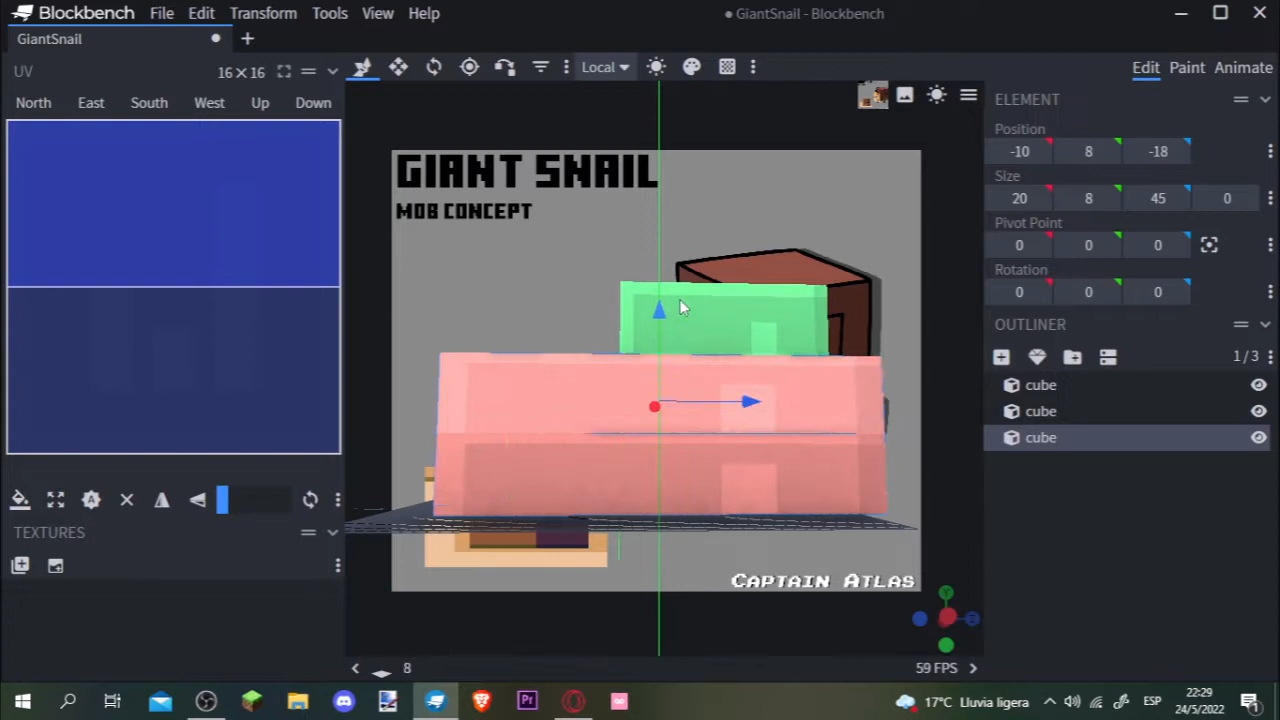 Blockbench File Edit Transform Tools View Help
● GiantSnail - Blockbench
GiantSnail
UV 16×16
Local
Edit Paint Animate
North East South West Up Down
ELEMENT
Position
-10 8 -18
Size
20 8 45 0
Pivot Point
0 0 0
Rotation
0 0 0
OUTLINER
1/3
cube
cube
cube
GIANT SNAIL
MOB CONCEPT
Captain Atlas
TEXTURES
8
59 FPS
17°C Lluvia ligera
ESP
22:29
24/5/2022